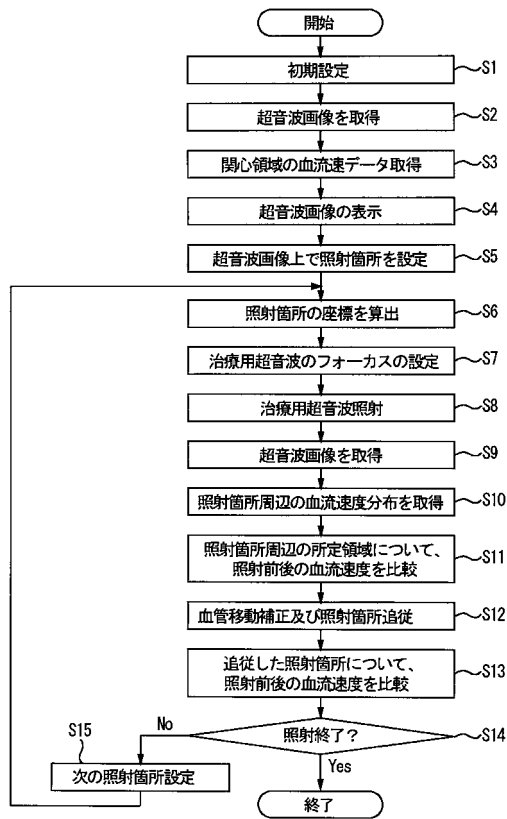 開始
初期設定
S1
超音波画像を取得
S2
関心領域の血流速データ取得
S3
超音波画像の表示
S4
超音波画像上で照射箇所を設定
S5
照射箇所の座標を算出
S6
治療用超音波のフォーカスの設定
S7
治療用超音波照射
S8
超音波画像を取得
S9
照射箇所周辺の血流速度分布を取得
S10
照射箇所周辺の所定領域について、
照射前後の血流速度を比較
S11
血管移動補正及び照射箇所追従
S12
追従した照射箇所について、
照射前後の血流速度を比較
S13
照射終了？
S14
No
S15
次の照射箇所設定
Yes
終了